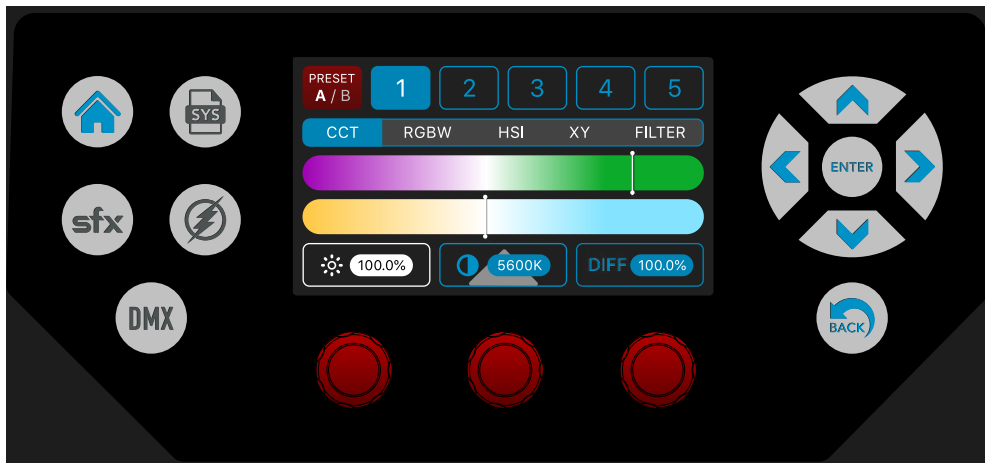 SYS
sfx
DMX
PRESET
A / B
1 2 3 4 5
CCT RGBW HSI XY FILTER
100.0% 5600K DIFF 100.0%
ENTER
BACK